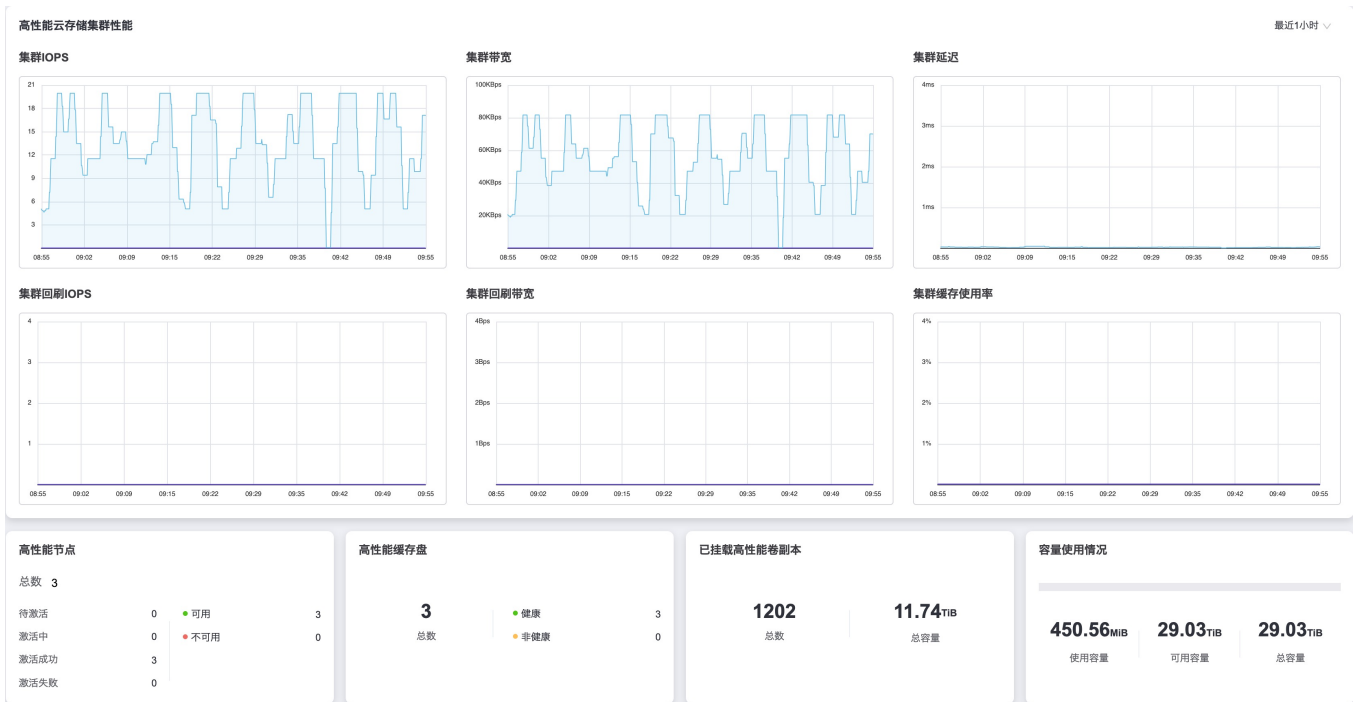 高性能云存储集群性能
最近1小时
集群IOPS
集群带宽
集群延迟
21
18
15
12
9
6
3
08:55 09:02 09:09 09:15 09:22 09:29 09:35 09:42 09:49 09:55
100KBps
80KBps
60KBps
40KBps
20KBps
08:55 09:02 09:09 09:15 09:22 09:29 09:35 09:42 09:49 09:55
4ms
3ms
2ms
1ms
08:55 09:02 09:09 09:15 09:22 09:29 09:35 09:42 09:49 09:55
集群回刷IOPS
集群回刷带宽
集群缓存使用率
4
3
2
1
08:55 09:02 09:09 09:15 09:22 09:29 09:35 09:42 09:49 09:55
4Bps
3Bps
2Bps
1Bps
08:55 09:02 09:09 09:15 09:22 09:29 09:35 09:42 09:49 09:55
4%
3%
2%
1%
08:55 09:02 09:09 09:15 09:22 09:29 09:35 09:42 09:49 09:55
高性能节点
总数 3
待激活 0
激活中 0
激活成功 3
激活失败 0
可用 3
不可用 0
高性能缓存盘
3
总数
健康 3
非健康 0
已挂载高性能卷副本
1202
总数
11.74TiB
总容量
容量使用情况
450.56MiB
使用容量
29.03TiB
可用容量
29.03TiB
总容量